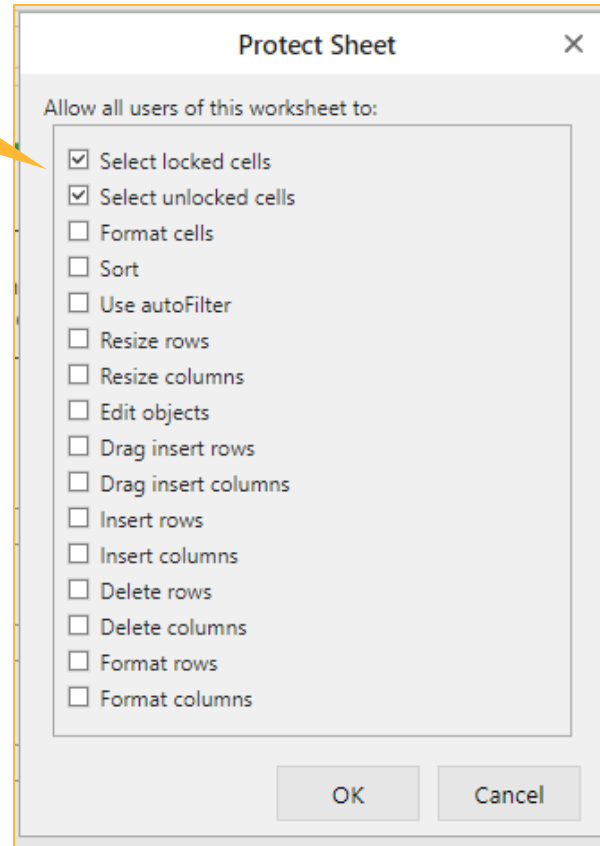 Protect Sheet
Allow all users of this worksheet to:
Select locked cells
Select unlocked cells
Format cells
Sort
Use autoFilter
Resize rows
Resize columns
Edit objects
Drag insert rows
Drag insert columns
Insert rows
Insert columns
Delete rows
Delete columns
Format rows
Format columns
OK Cancel